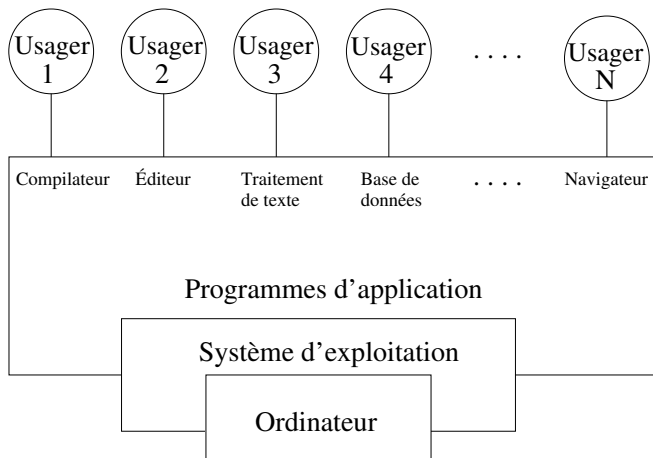 Usager
1
Usager
2
Usager
3
Usager
4
. . . .
Usager
N
Compilateur
Éditeur
Traitement
de texte
Base de
données
. . . .
Navigateur
Programmes d'application
Système d'exploitation
Ordinateur